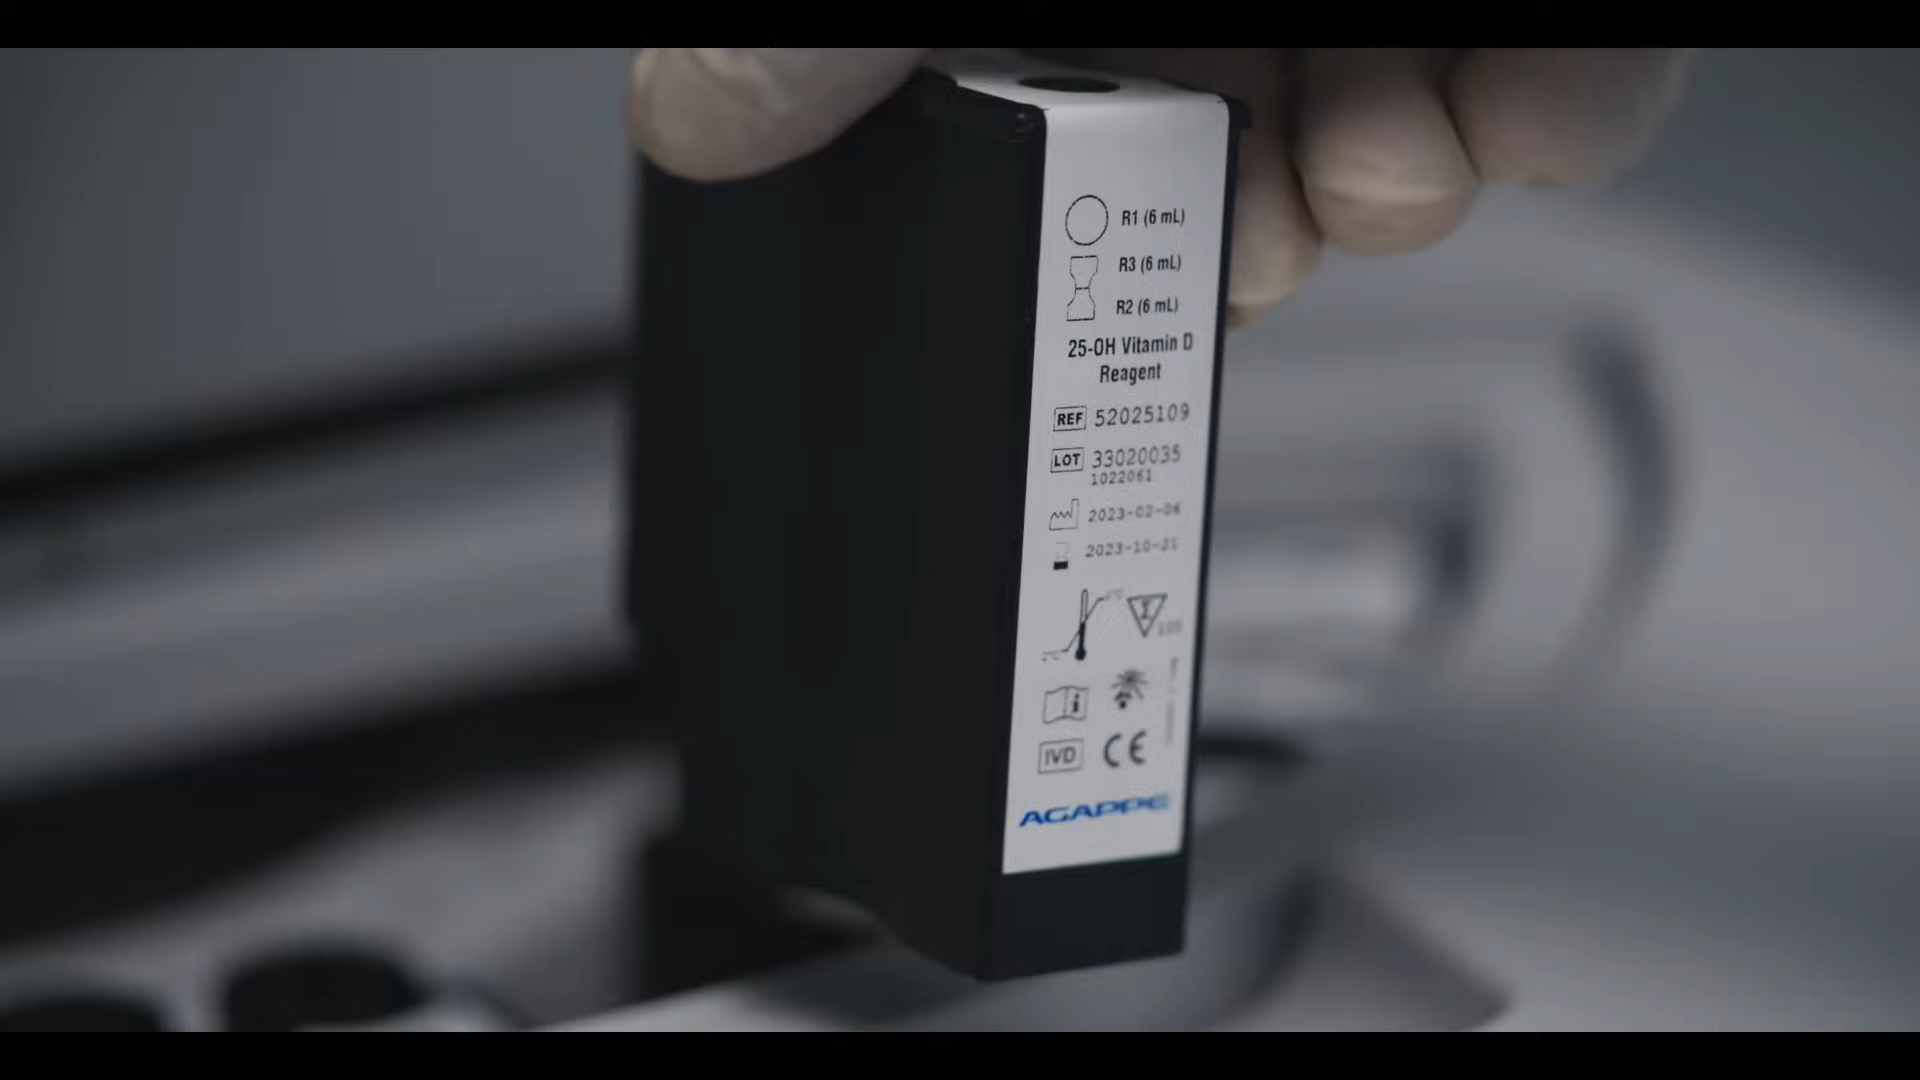 R1 (6 mL)
R3 (6 mL)
R2 (6 mL)
25-OH Vitamin D
Reagent
REF 52025109
LOT 33020035
1022061
2023-02-06
2023-10-21
i
IVD CE
AGAPPE